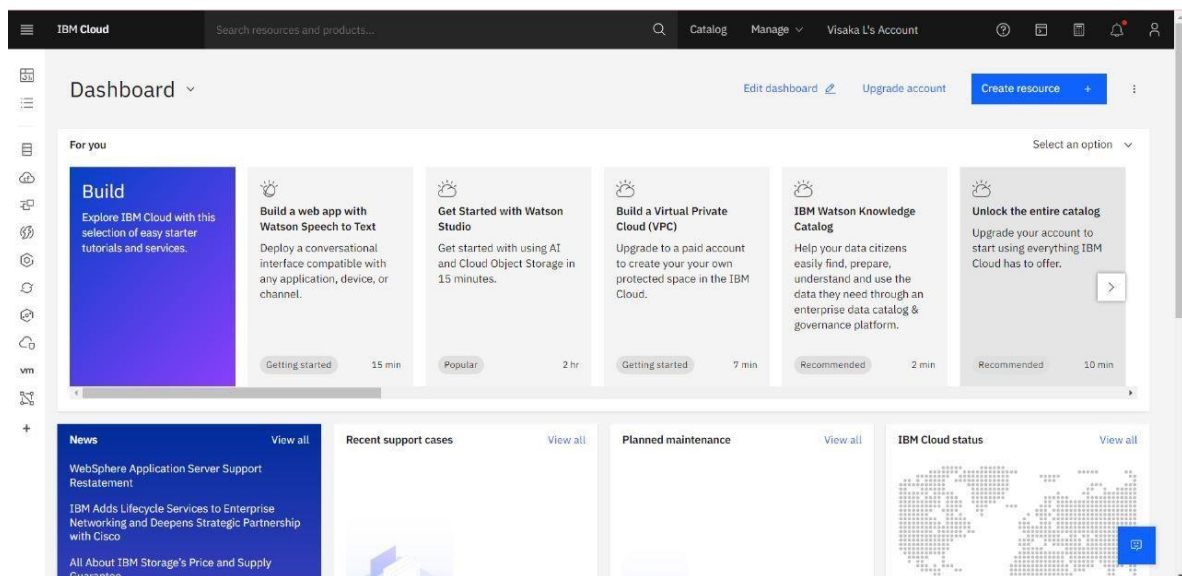 IBM Cloud
Search resources and products...
Catalog
Manage
Visaka L's Account
Dashboard
Edit dashboard
Upgrade account
Create resource +
For you
Select an option
Build
Explore IBM Cloud with this
selection of easy starter
tutorials and services.
Build a web app with
Watson Speech to Text
Deploy a conversational
interface compatible with
any application, device, or
channel.
Getting started
15 min
Get Started with Watson
Studio
Get started with using AI
and Cloud Object Storage in
15 minutes.
Popular
2 hr
Build a Virtual Private
Cloud (VPC)
Upgrade to a paid account
to create your your own
protected space in the IBM
Cloud.
Getting started
7 min
IBM Watson Knowledge
Catalog
Help your data citizens
easily find, prepare,
understand and use the
data they need through an
enterprise data catalog &
governance platform.
Recommended
2 min
Unlock the entire catalog
Upgrade your account to
start using everything IBM
Cloud has to offer.
Recommended
10 min
vm
News
View all
WebSphere Application Server Support
Restatement
IBM Adds Lifecycle Services to Enterprise
Networking and Deepens Strategic Partnership
with Cisco
All About IBM Storage's Price and Supply
Guarantee
Recent support cases
View all
Planned maintenance
View all
IBM Cloud status
View all